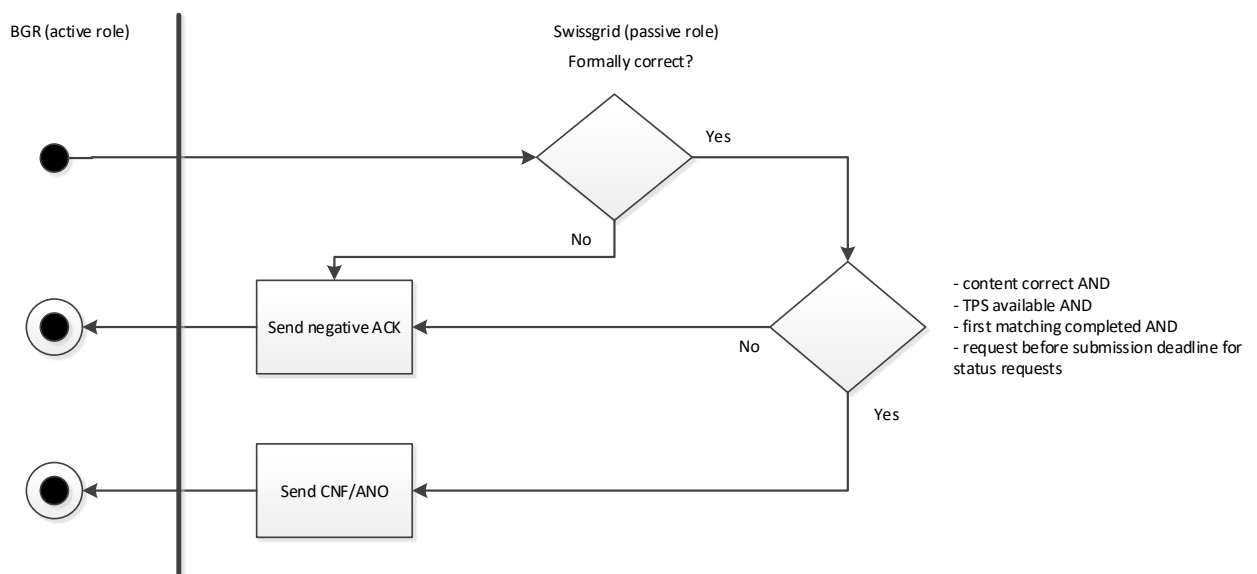 BGR (active role)
Swissgrid (passive role)
Formally correct?
Yes
No
Send negative ACK
No
- content correct AND
- TPS available AND
- first matching completed AND
- request before submission deadline for
status requests
Yes
Send CNF/ANO